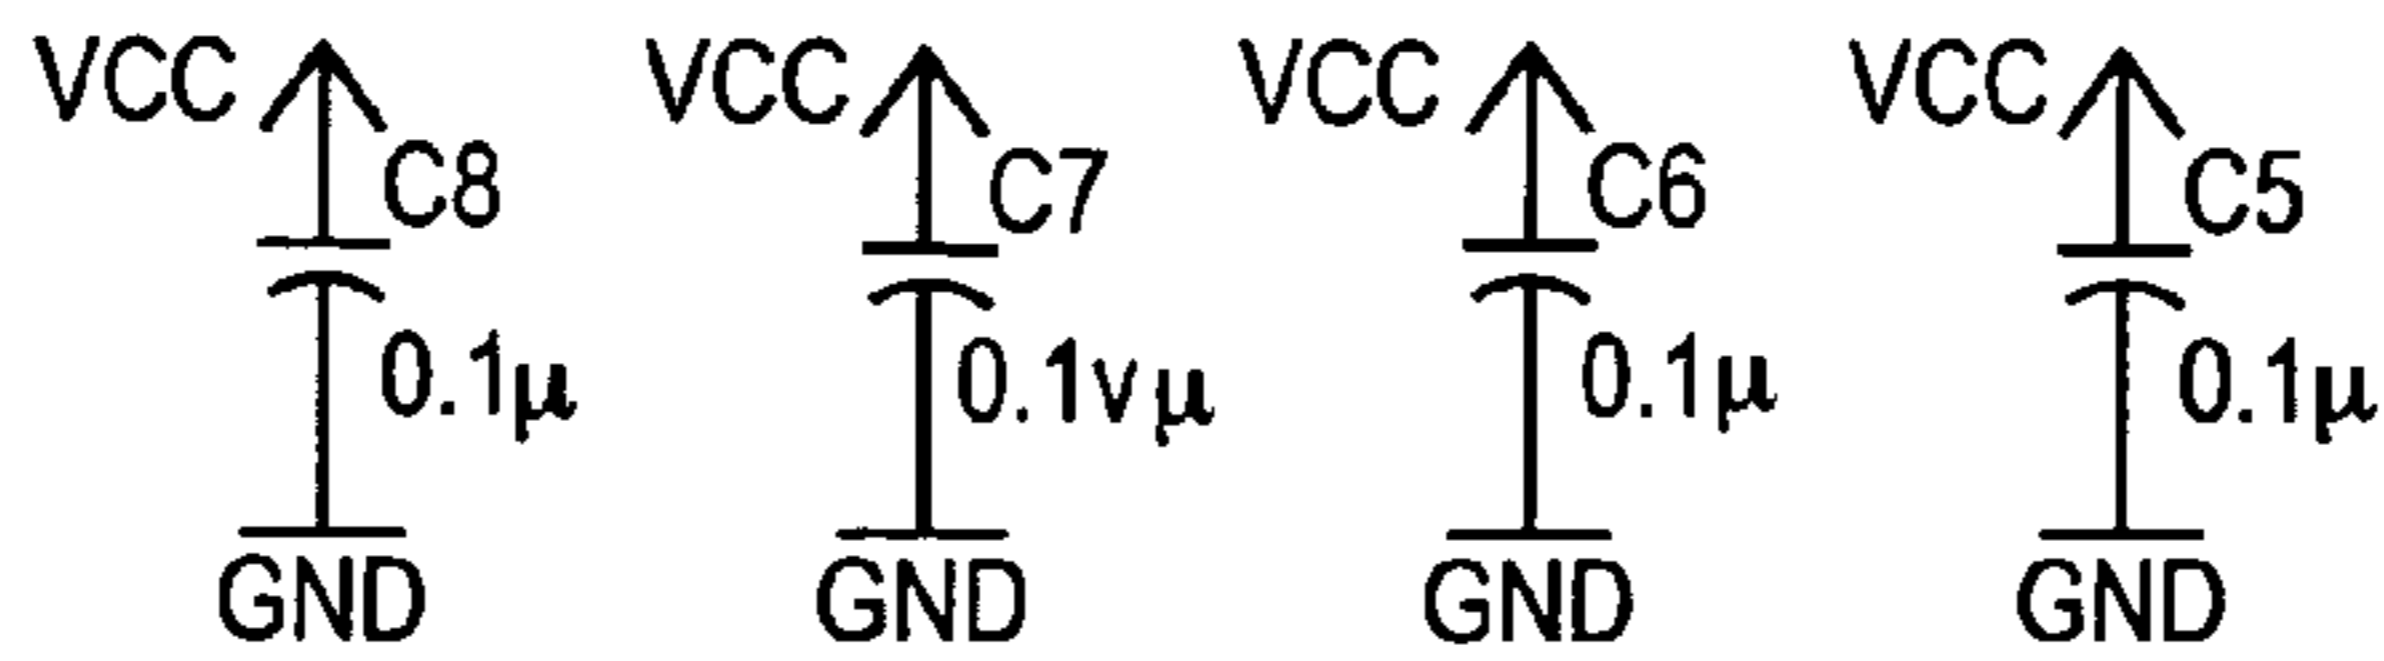 VCC VCC VCC VCC
C8 C7 C6 C5
0.1μ 0.1vμ 0.1μ 0.1μ
GND GND GND GND